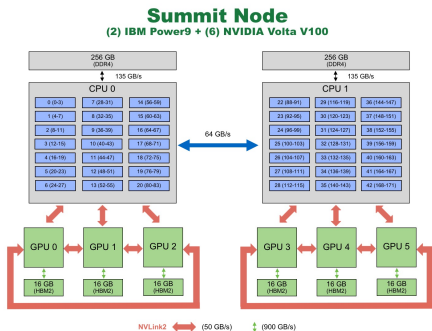 Summit Node
(2) IBM Power9 + (6) NVIDIA Volta V100
256 GB
(DDR4)
256 GB
(DDR4)
135 GB/s
135 GB/s
CPU 0
CPU 1
0 (0-3)
7 (28-31)
14 (56-59)
1 (4-7)
8 (32-35)
15 (60-63)
2 (8-11)
9 (36-39)
16 (64-67)
3 (12-15)
10 (40-43)
17 (68-71)
4 (16-19)
11 (44-47)
18 (72-75)
5 (20-23)
12 (48-51)
19 (76-79)
6 (24-27)
13 (52-55)
20 (80-83)
64 GB/s
22 (88-91)
29 (116-119)
36 (144-147)
23 (92-95)
30 (120-123)
37 (148-151)
24 (96-99)
31 (124-127)
38 (152-155)
25 (100-103)
32 (128-131)
39 (156-159)
26 (104-107)
33 (132-135)
40 (160-163)
27 (108-111)
34 (136-139)
41 (164-167)
28 (112-115)
35 (140-143)
42 (168-171)
GPU 0
GPU 1
GPU 2
GPU 3
GPU 4
GPU 5
16 GB
(HBM2)
16 GB
(HBM2)
16 GB
(HBM2)
16 GB
(HBM2)
16 GB
(HBM2)
16 GB
(HBM2)
NVLink2
(50 GB/s)
(900 GB/s)